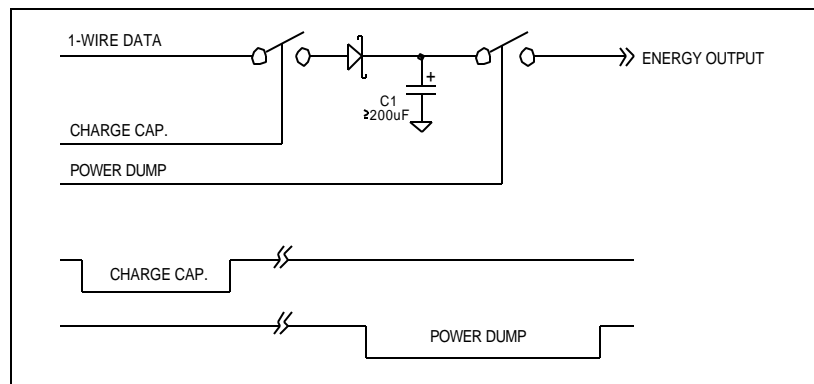 1-WIRE DATA
ENERGY OUTPUT
+
C1
≥200uF
CHARGE CAP.
POWER DUMP
CHARGE CAP.
POWER DUMP